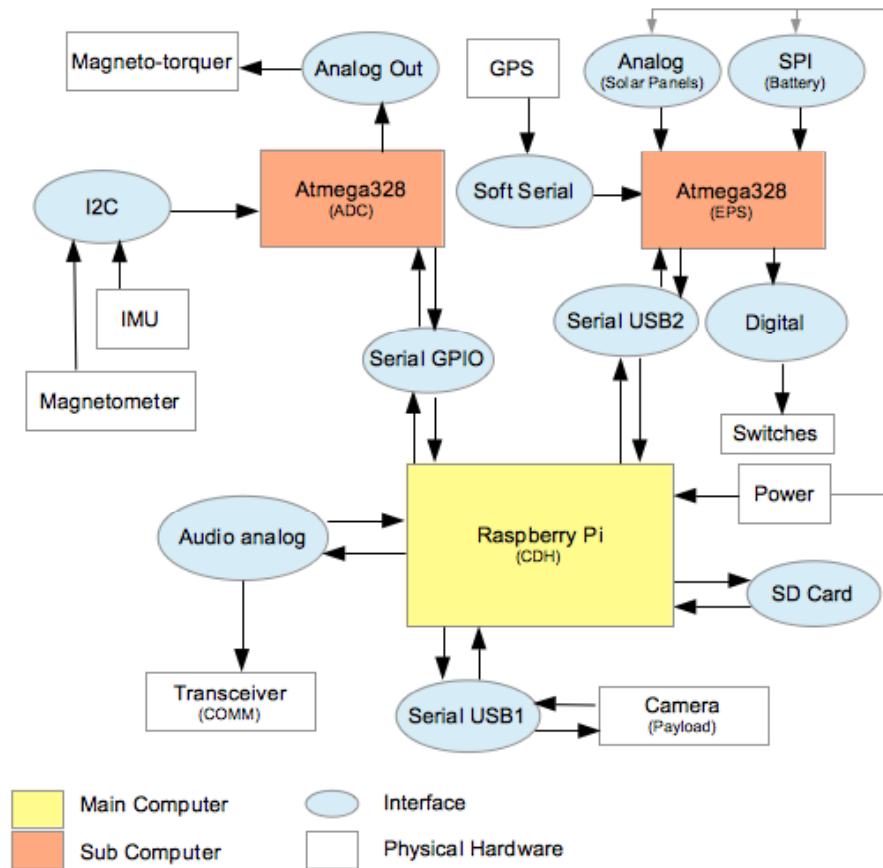 Magneto-torquer
Analog Out
GPS
Analog
(Solar Panels)
SPI
(Battery)
I2C
Atmega328
(ADC)
Soft Serial
Atmega328
(EPS)
IMU
Serial GPIO
Serial USB2
Digital
Magnetometer
Switches
Power
Audio analog
Raspberry Pi
(CDH)
SD Card
Transceiver
(COMM)
Serial USB1
Camera
(Payload)
Main Computer
Interface
Sub Computer
Physical Hardware